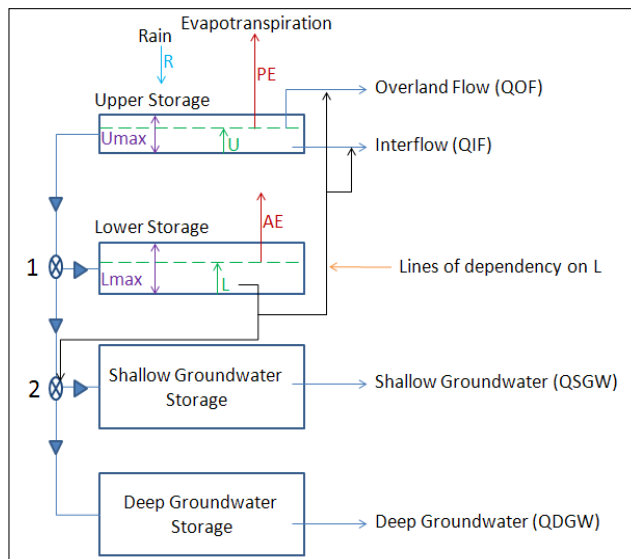 Evapotranspiration
Rain
R
PE
Upper Storage
Overland Flow (QOF)
Umax
U
Interflow (QIF)
AE
Lower Storage
1
Lmax
L
Lines of dependency on L
2
Shallow Groundwater
Storage
Shallow Groundwater (QSGW)
Deep Groundwater
Storage
Deep Groundwater (QDGW)